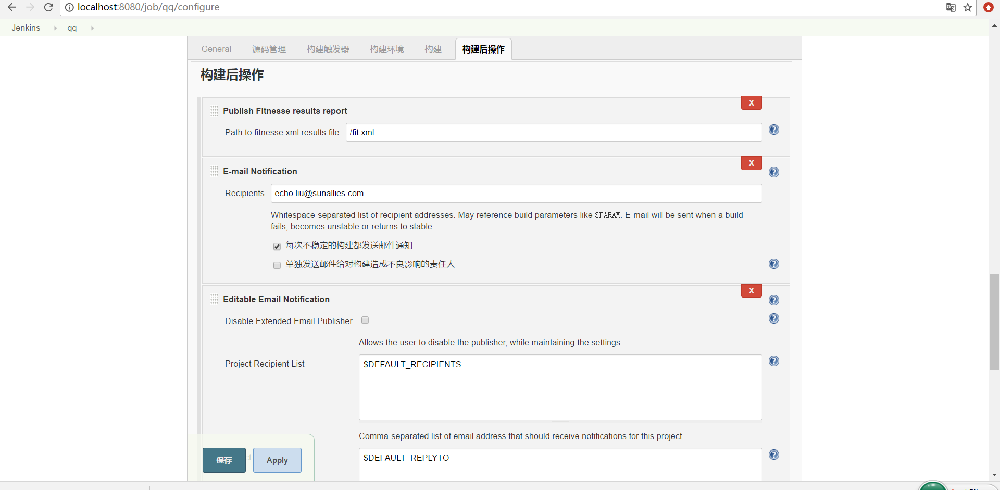 localhost:8080/job/qq/configure
Jenkins qq
General 源码管理 构建触发器 构建环境 构建 构建后操作
构建后操作
X
Publish Fitnesse results report
Path to fitnesse xml results file /fit.xml
X
E-mail Notification
Recipients echo.liu@sunallies.com
Whitespace-separated list of recipient addresses. May reference build parameters like $PARAM. E-mail will be sent when a build
fails, becomes unstable or returns to stable.
每次不稳定的构建都发送邮件通知
单独发送邮件给对构建造成不良影响的责任人
X
Editable Email Notification
Disable Extended Email Publisher
Allows the user to disable the publisher, while maintaining the settings
Project Recipient List $DEFAULT_RECIPIENTS
Comma-separated list of email address that should receive notifications for this project.
$DEFAULT_REPLYTO
保存 Apply